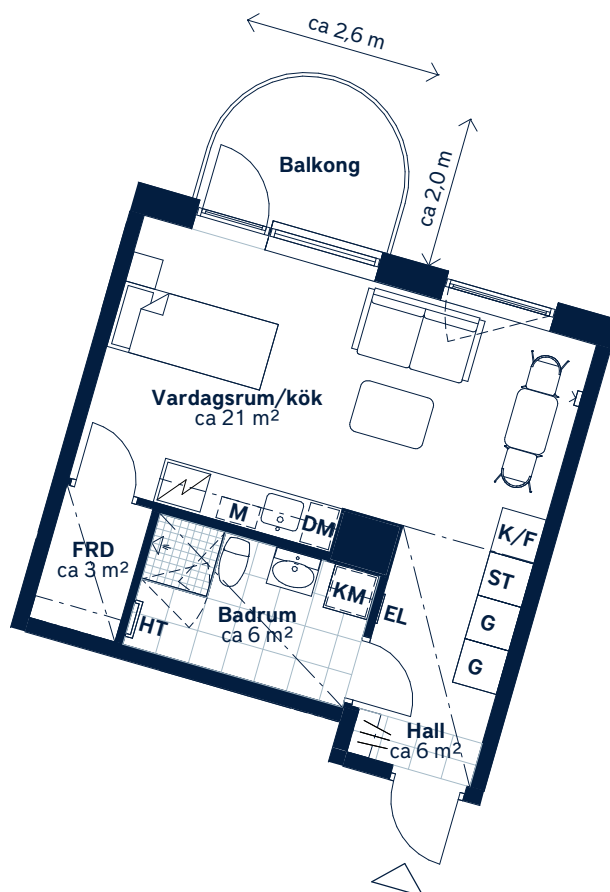 ca 2,6 m
ca 2,0 m
Balkong
Vardagsrum/kök
ca 21 m²
M
DM
K/F
ST
G
G
FRD
ca 3 m²
KM
EL
Badrum
ca 6 m²
HT
Hall
ca 6 m²